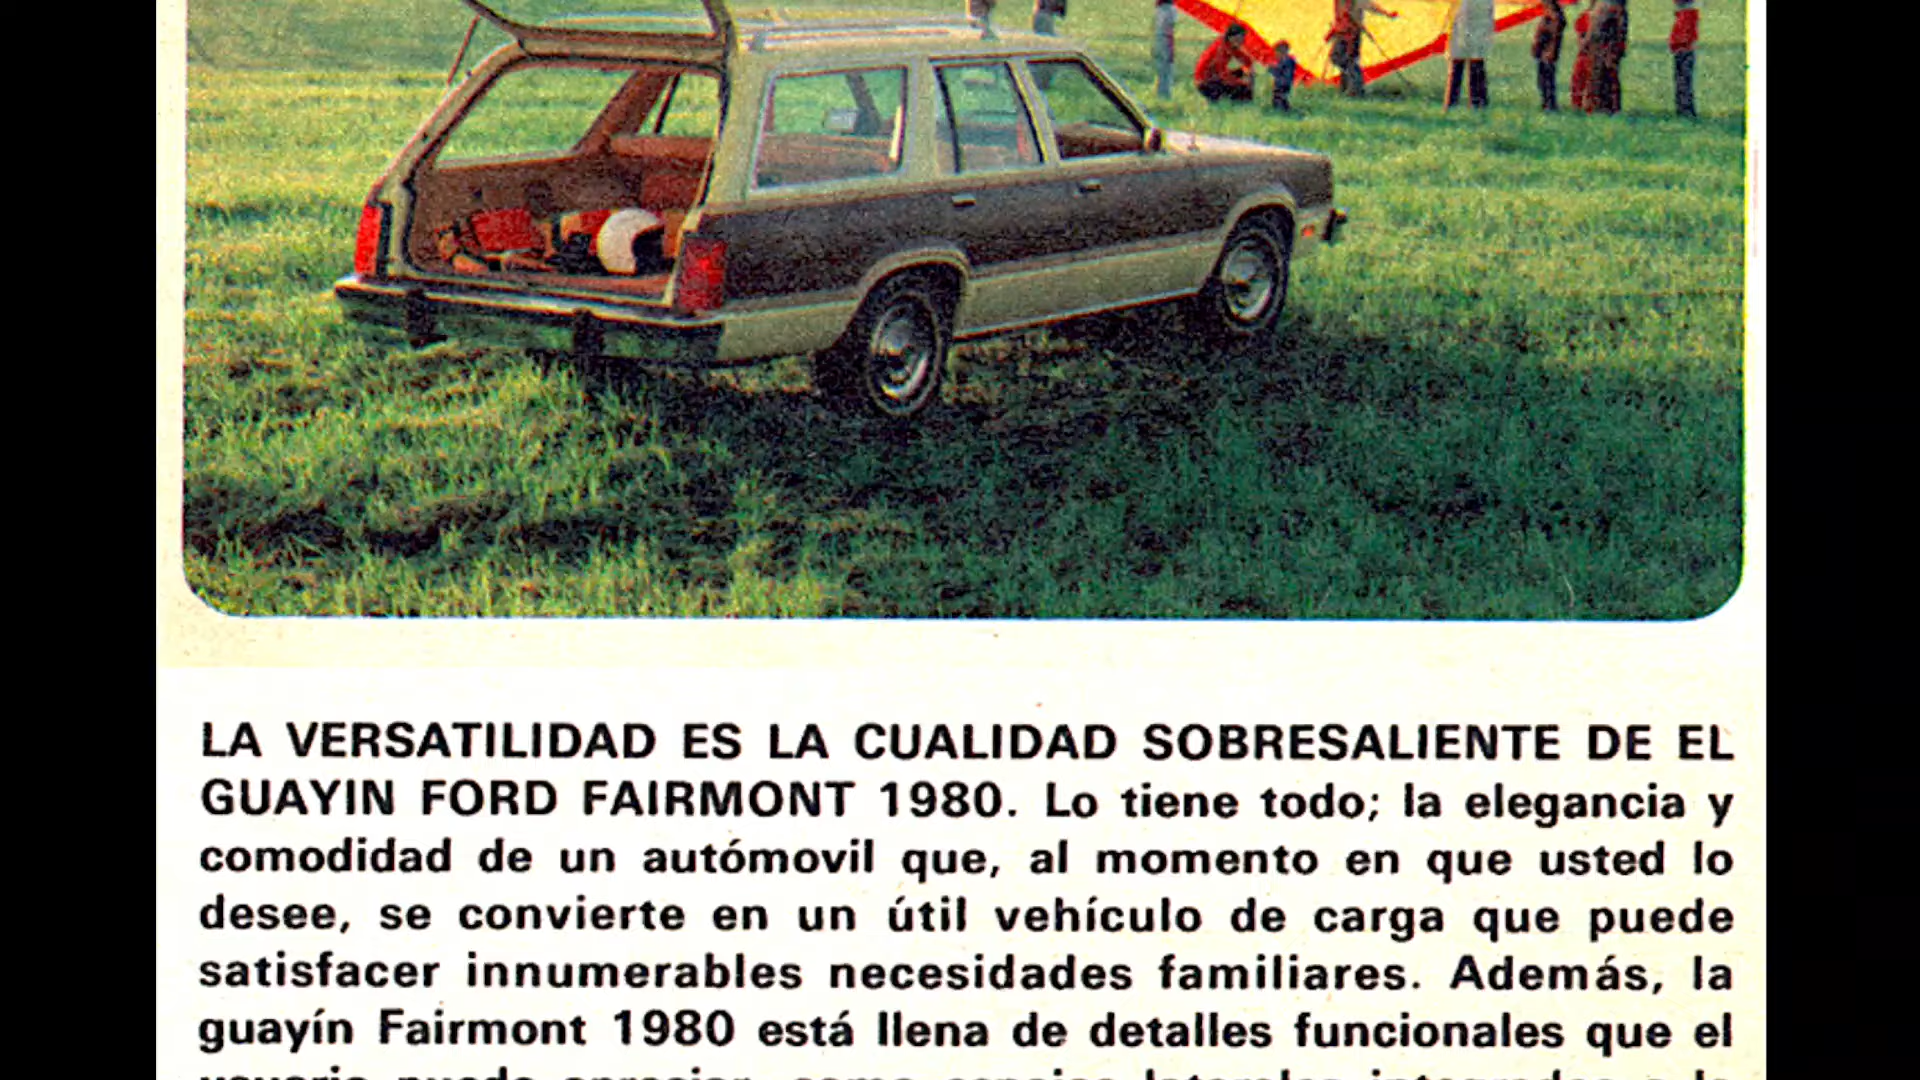 LA VERSATILIDAD ES LA CUALIDAD SOBRESALIENTE DE EL
GUAYIN FORD FAIRMONT 1980. Lo tiene todo; la elegancia y
comodidad de un autómovil que, al momento en que usted lo
desee, se convierte en un útil vehículo de carga que puede
satisfacer innumerables necesidades familiares. Además, la
guayín Fairmont 1980 está llena de detalles funcionales que el